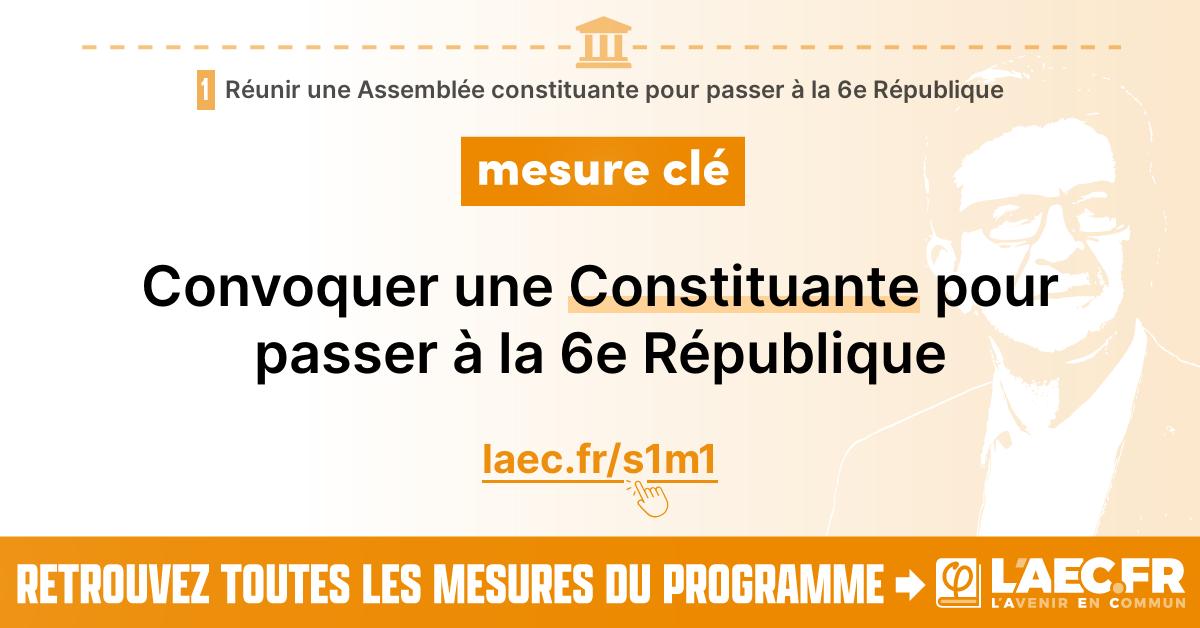 1 Réunir une Assemblée constituante pour passer à la 6e République
mesure clé
Convoquer une Constituante pour
passer à la 6e République
laec.fr/s1m1
RETROUVEZ TOUTES LES MESURES DU PROGRAMME
φ L'AEC.FR
L'AVENIR EN COMMUN